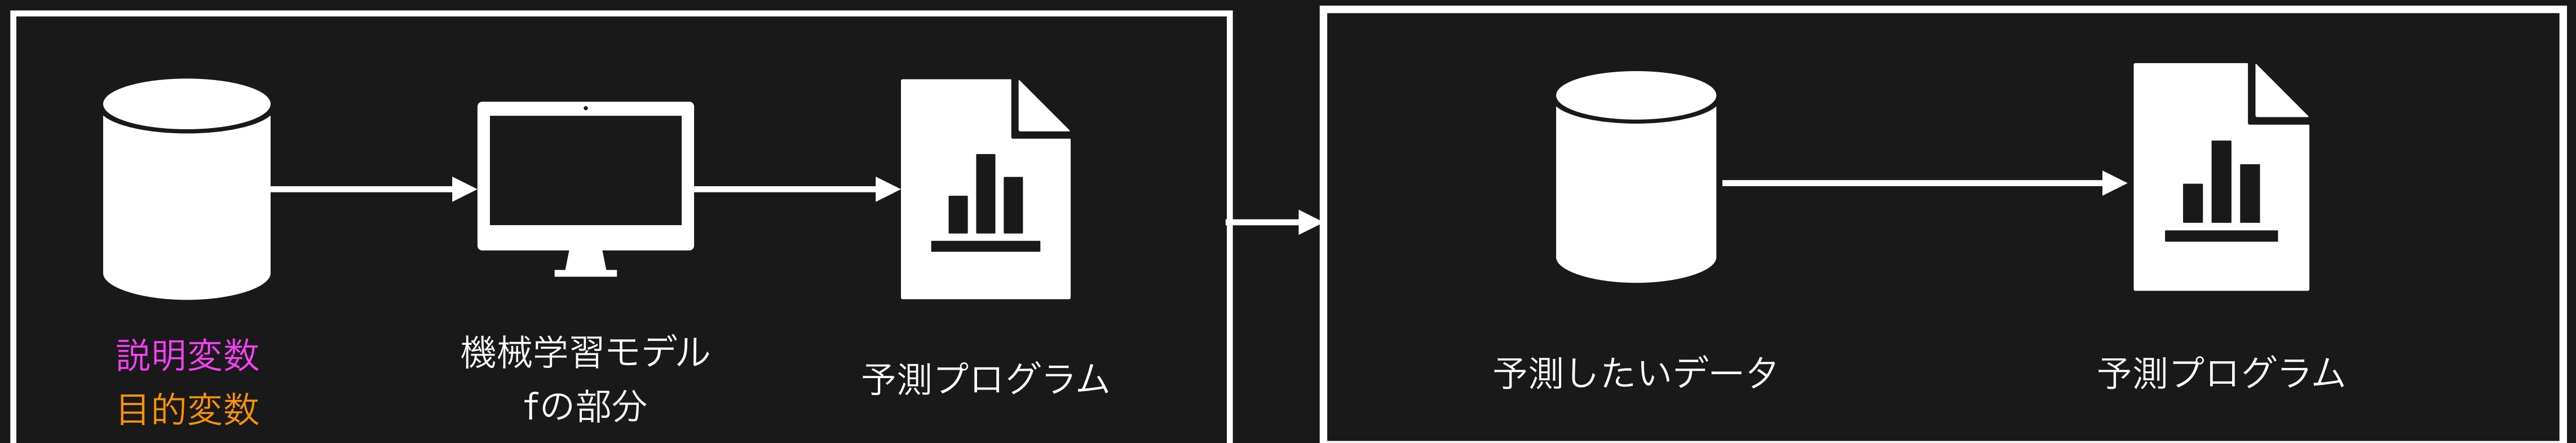 説明変数
目的変数
機械学習モデル
fの部分
予測プログラム
予測したいデータ
予測プログラム